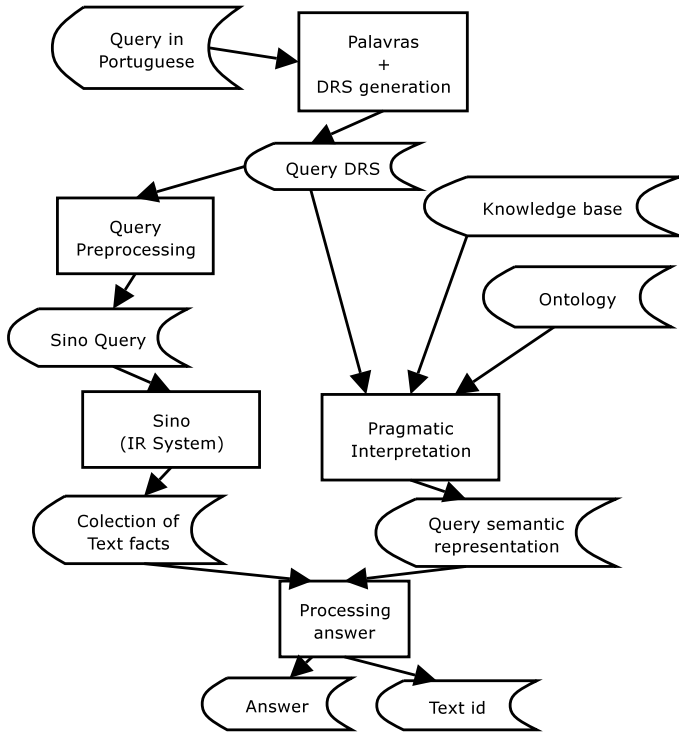 Query in
Portuguese
Palavras
+
DRS generation
Query DRS
Knowledge base
Query
Preprocessing
Ontology
Sino Query
Sino
(IR System)
Pragmatic
Interpretation
Colection of
Text facts
Query semantic
representation
Processing
answer
Answer
Text id